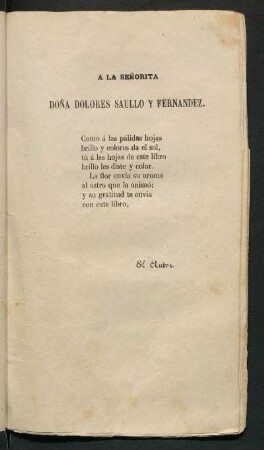 Á LA SEÑORITA
DOÑA DOLORES SAULLO Y FERNANDEZ.
Como á las pálidas hojas
brillo y colores da el sol,
tú á las hojas de este libro
brillo les diste y color.
La flor envia su aroma
al astro que la animó:
y su gratitud te envia
con este libro,
El Autor.